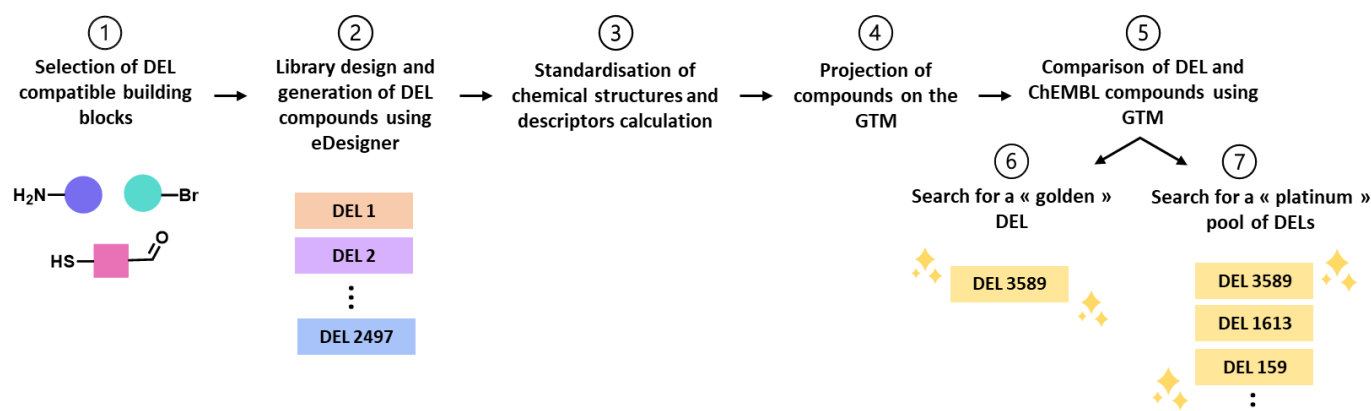 1
Selection of DEL
compatible building
blocks
H₂N
Br
HS
O
2
Library design and
generation of DEL
compounds using
eDesigner
DEL 1
DEL 2
⋮
DEL 2497
3
Standardisation of
chemical structures and
descriptors calculation
4
Projection of
compounds on the
GTM
5
Comparison of DEL and
ChEMBL compounds using
GTM
6
Search for a « golden »
DEL
DEL 3589
7
Search for a « platinum »
pool of DELs
DEL 3589
DEL 1613
DEL 159
⋮